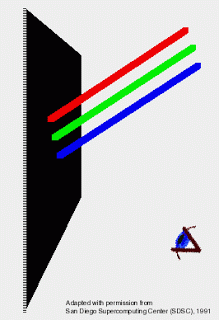 Adapted with permission from
San Diego Supercomputing Center (SDSC), 1991